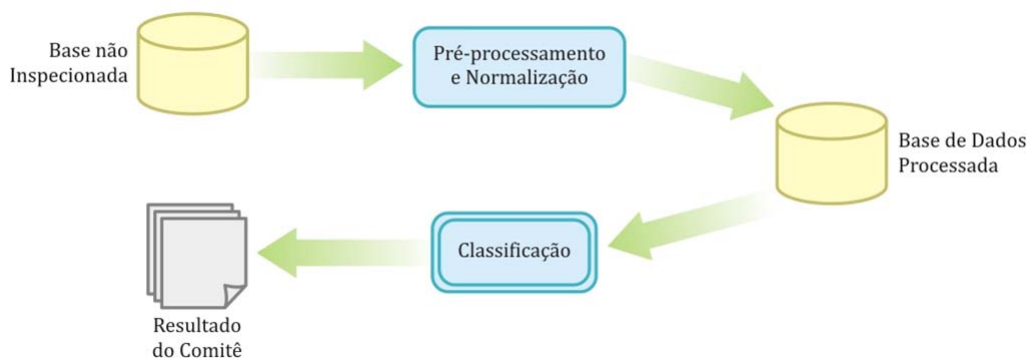 Base não
Inspecionada
Pré-processamento
e Normalização
Base de Dados
Processada
Classificação
Resultado
do Comitê